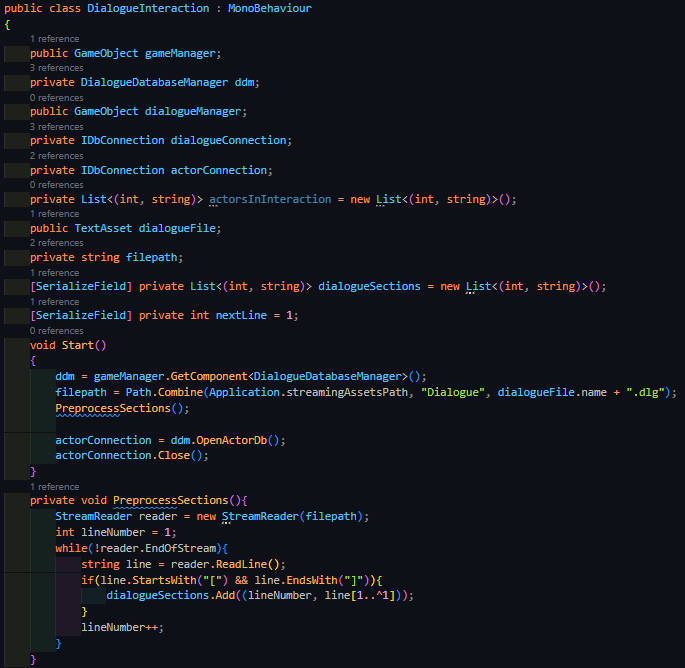 public class DialogueInteraction : MonoBehaviour
{
1 reference
public GameObject gameManager;
3 references
private DialogueDatabaseManager ddm;
0 references
public GameObject dialogueManager;
3 references
private IDbConnection dialogueConnection;
2 references
private IDbConnection actorConnection;
0 references
private List<(int, string)> actorsInInteraction = new List<(int, string)>();
1 reference
public TextAsset dialogueFile;
2 references
private string filepath;
1 reference
[SerializeField] private List<(int, string)> dialogueSections = new List<(int, string)>();
1 reference
[SerializeField] private int nextLine = 1;
0 references
void Start()
{
ddm = gameManager.GetComponent<DialogueDatabaseManager>();
filepath = Path.Combine(Application.streamingAssetsPath, "Dialogue", dialogueFile.name + ".dlg");
PreprocessSections();
actorConnection = ddm.OpenActorDb();
actorConnection.Close();
}
1 reference
private void PreprocessSections(){
StreamReader reader = new StreamReader(filepath);
int lineNumber = 1;
while(!reader.EndOfStream){
string line = reader.ReadLine();
if(line.StartsWith("[") && line.EndsWith("]")){
dialogueSections.Add((lineNumber, line[1..^1]));
}
lineNumber++;
}
}